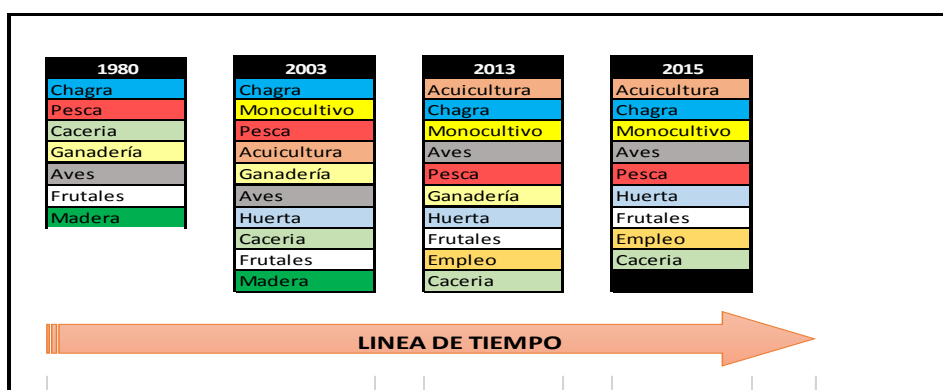 1980
Chagra
Pesca
Caceria
Ganadería
Aves
Frutales
Madera
2003
Chagra
Monocultivo
Pesca
Acuicultura
Ganadería
Aves
Huerta
Caceria
Frutales
Madera
2013
Acuicultura
Chagra
Monocultivo
Aves
Pesca
Ganadería
Huerta
Frutales
Empleo
Caceria
2015
Acuicultura
Chagra
Monocultivo
Aves
Pesca
Huerta
Frutales
Empleo
Caceria
LINEA DE TIEMPO